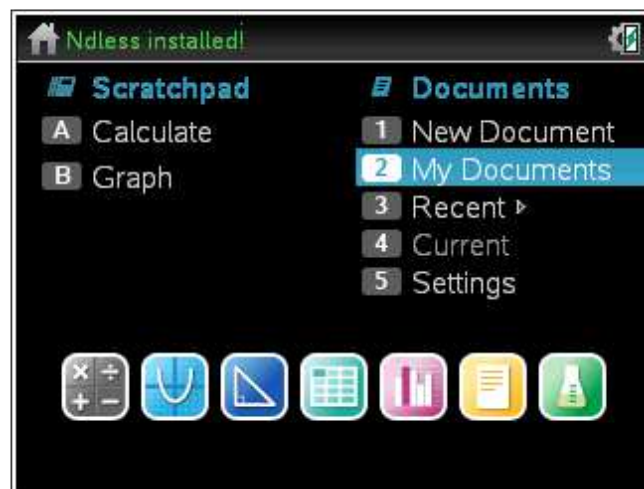 Ndless installed!
Scratchpad
A Calculate
B Graph
Documents
1 New Document
2 My Documents
3 Recent ▹
4 Current
5 Settings